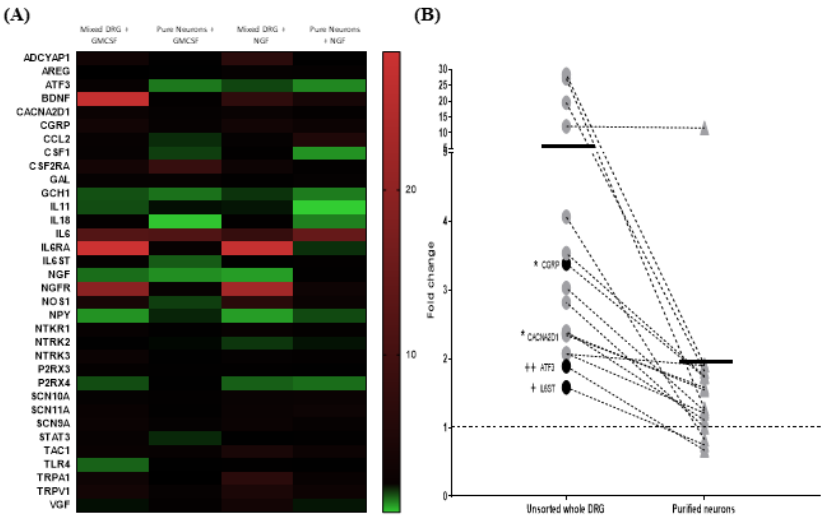 (A)
(B)
Mixed DRG + GMCSF
Pure Neurons + GMCSF
Mixed DRG + NGF
Pure Neurons + NGF
ADCYAP1
AREG
ATF3
BDNF
CACNA2D1
CGRP
CCL2
CSF1
CSF2RA
GAL
GCH1
IL11
IL18
IL6
IL6RA
IL6ST
NGF
NGFR
NOS1
NPY
NTKR1
NTRK2
NTRK3
P2RX3
P2RX4
SCN10A
SCN11A
SCN9A
STAT3
TAC1
TLR4
TRPA1
TRPV1
VGF
20
10
Fold change
30
25
20
15
10
5
5
4
3
2
1
0
* CGRP
* CACNA2D1
++ ATF3
+ IL6ST
Unsorted whole DRG
Purified neurons